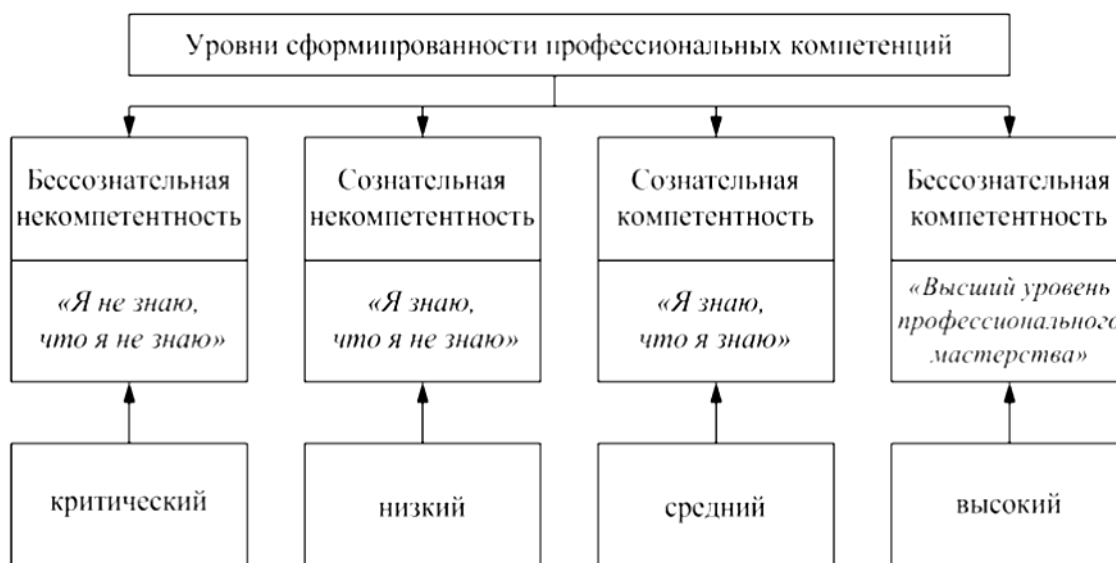 Уровни сформированности профессиональных компетенций
Бессознательная
некомпетентность
Сознательная
некомпетентность
Сознательная
компетентность
Бессознательная
компетентность
«Я не знаю,
что я не знаю»
«Я знаю,
что я не знаю»
«Я знаю,
что я знаю»
«Высший уровень
профессионального
мастерства»
критический
низкий
средний
высокий